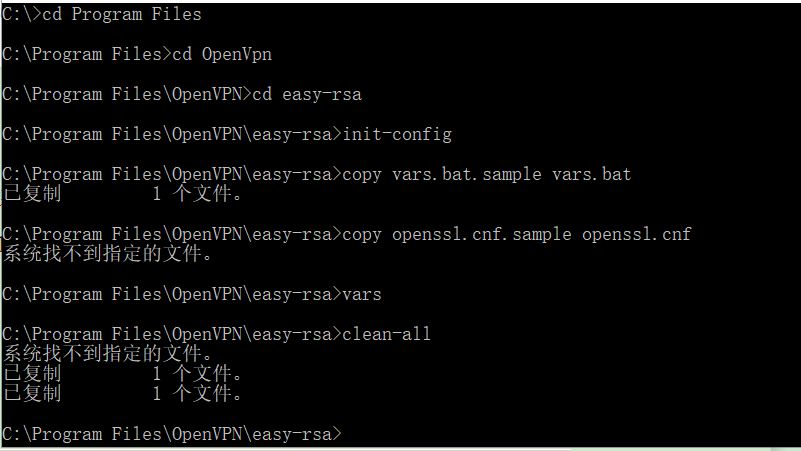 C:\>cd Program Files
C:\Program Files>cd OpenVpn
C:\Program Files\OpenVPN>cd easy-rsa
C:\Program Files\OpenVPN\easy-rsa>init-config
C:\Program Files\OpenVPN\easy-rsa>copy vars.bat.sample vars.bat
已复制         1 个文件。
C:\Program Files\OpenVPN\easy-rsa>copy openssl.cnf.sample openssl.cnf
系统找不到指定的文件。
C:\Program Files\OpenVPN\easy-rsa>vars
C:\Program Files\OpenVPN\easy-rsa>clean-all
系统找不到指定的文件。
已复制         1 个文件。
已复制         1 个文件。
C:\Program Files\OpenVPN\easy-rsa>